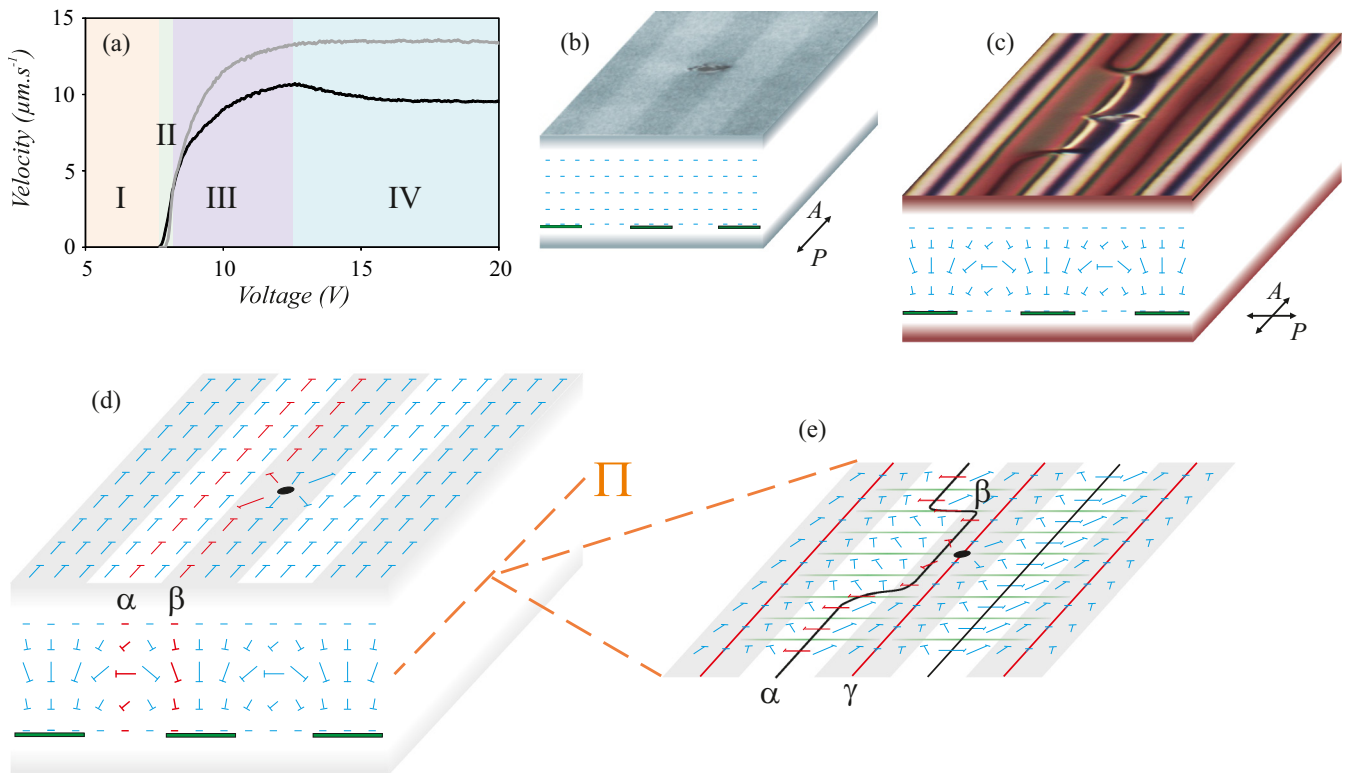 (a)
Velocity (µm.s⁻¹)
15
10
5
0
I
II
III
IV
5
10
15
20
Voltage (V)
(b)
A
P
(c)
A
P
(d)
α
β
Π
(e)
β
α
γ